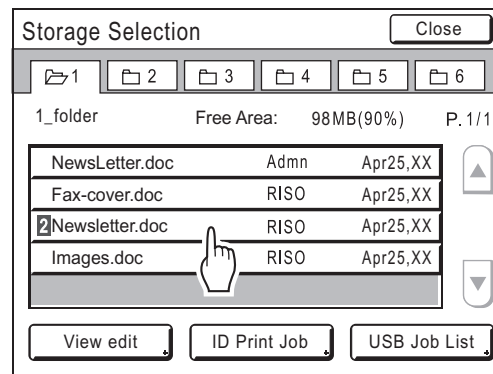 Storage Selection Close
1 2 3 4 5 6
1_folder Free Area: 98MB(90%) P. 1/1
NewsLetter.doc Admn Apr25,XX
Fax-cover.doc RISO Apr25,XX
2 Newsletter.doc RISO Apr25,XX
Images.doc RISO Apr25,XX
View edit ID Print Job USB Job List